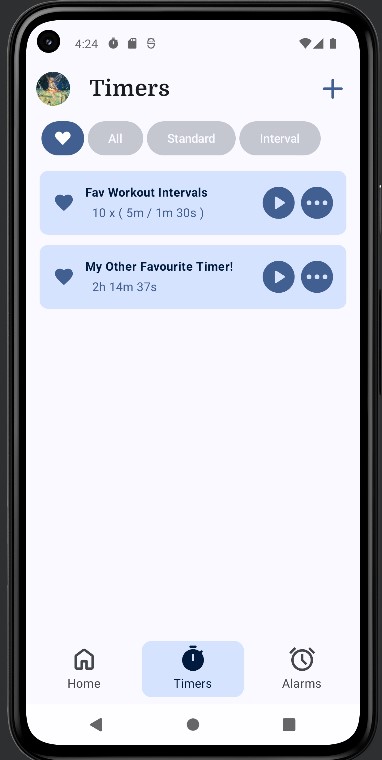 4:24
Timers
All
Standard
Interval
Fav Workout Intervals
10 x ( 5m / 1m 30s )
My Other Favourite Timer!
2h 14m 37s
Home
Timers
Alarms